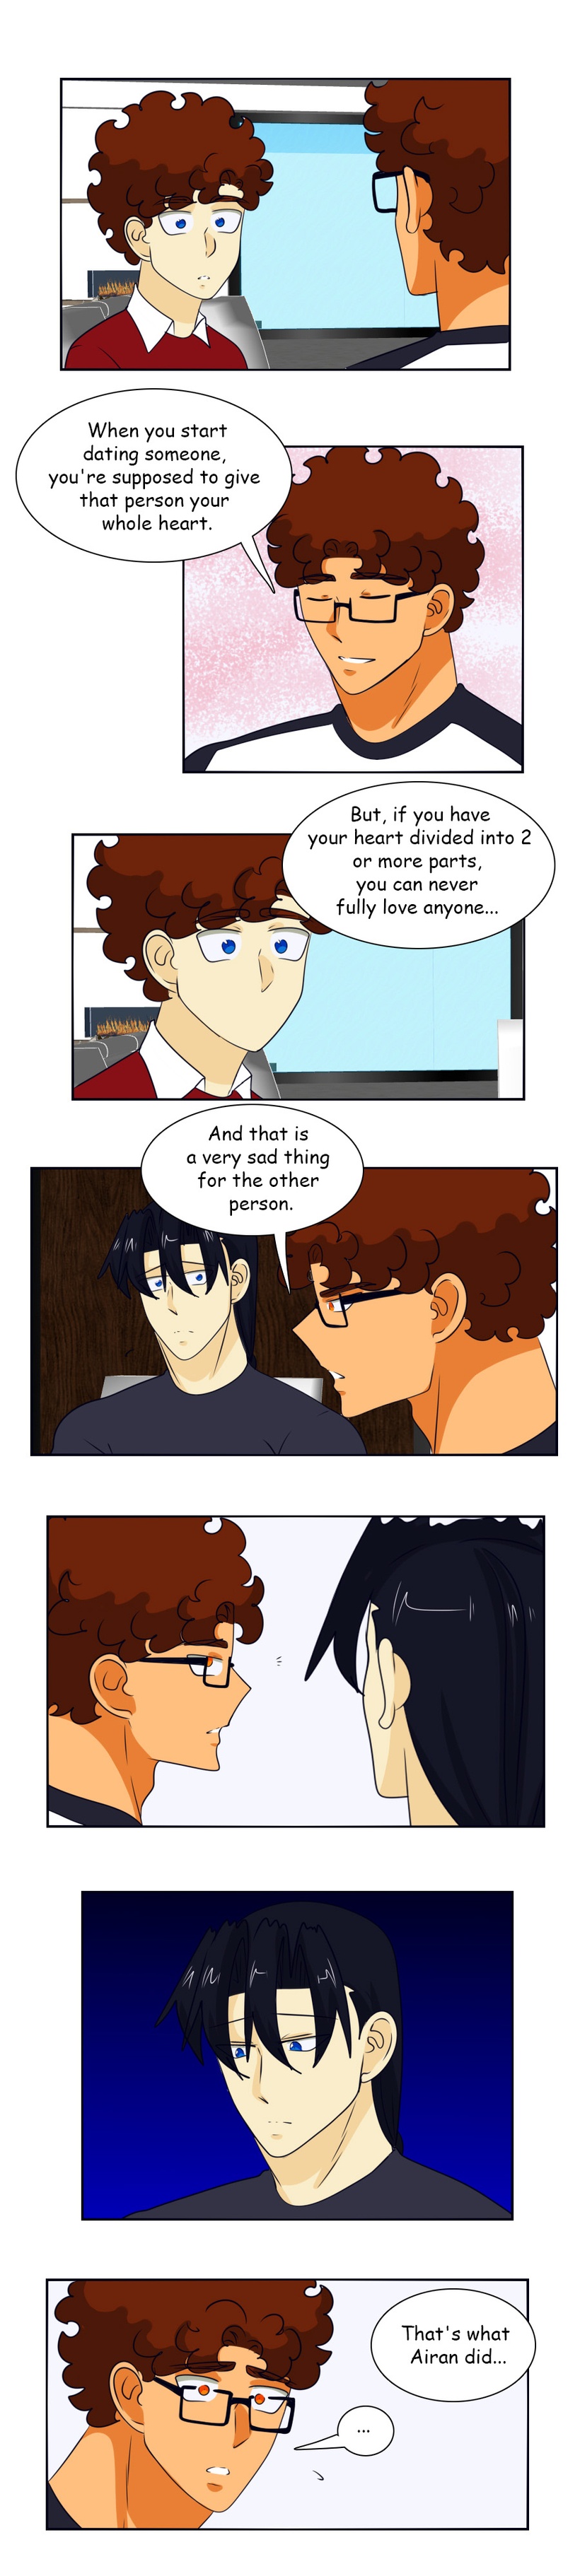 When you start
dating someone,
you're supposed to give
that person your
whole heart.
But, if you have
your heart divided into 2
or more parts,
you can never
fully love anyone...
And that is
a very sad thing
for the other
person.
That's what
Airan did...
...